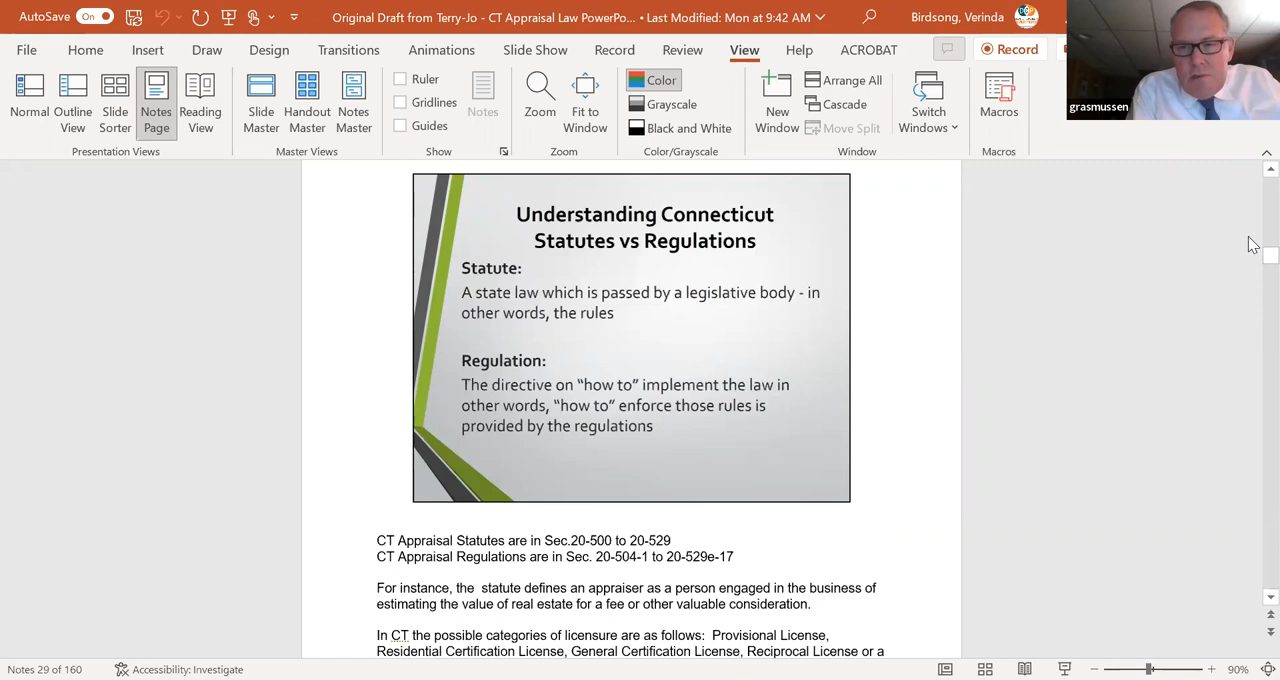 AutoSave On Original Draft from Terry-Jo - CT Appraisal Law PowerPo... • Last Modified: Mon at 9:42 AM Birdsong, Verinda
File Home Insert Draw Design Slide Show Transitions Animations Slide Show Record Review View Help ACROBAT Record
Normal Outline View Slide Sorter Notes Page Reading View
Presentation Views
Slide Master Handout Master Notes Master
Master Views
Ruler
Gridlines
Guides
Notes
Show
Zoom Fit to Window
Zoom
Color
Grayscale
Black and White
Color/Grayscale
New Window
Arrange All
Cascade
Move Split
Switch Windows
Window
Macros
Macros
grasmussen
Understanding Connecticut
Statutes vs Regulations
Statute:
A state law which is passed by a legislative body - in
other words, the rules
Regulation:
The directive on “how to” implement the law in
other words, “how to” enforce those rules is
provided by the regulations
CT Appraisal Statutes are in Sec.20-500 to 20-529
CT Appraisal Regulations are in Sec. 20-504-1 to 20-529e-17
For instance, the statute defines an appraiser as a person engaged in the business of
estimating the value of real estate for a fee or other valuable consideration.
In CT the possible categories of licensure are as follows: Provisional License,
Residential Certification License, General Certification License, Reciprocal License or a
Notes 29 of 160 Accessibility: Investigate 90%